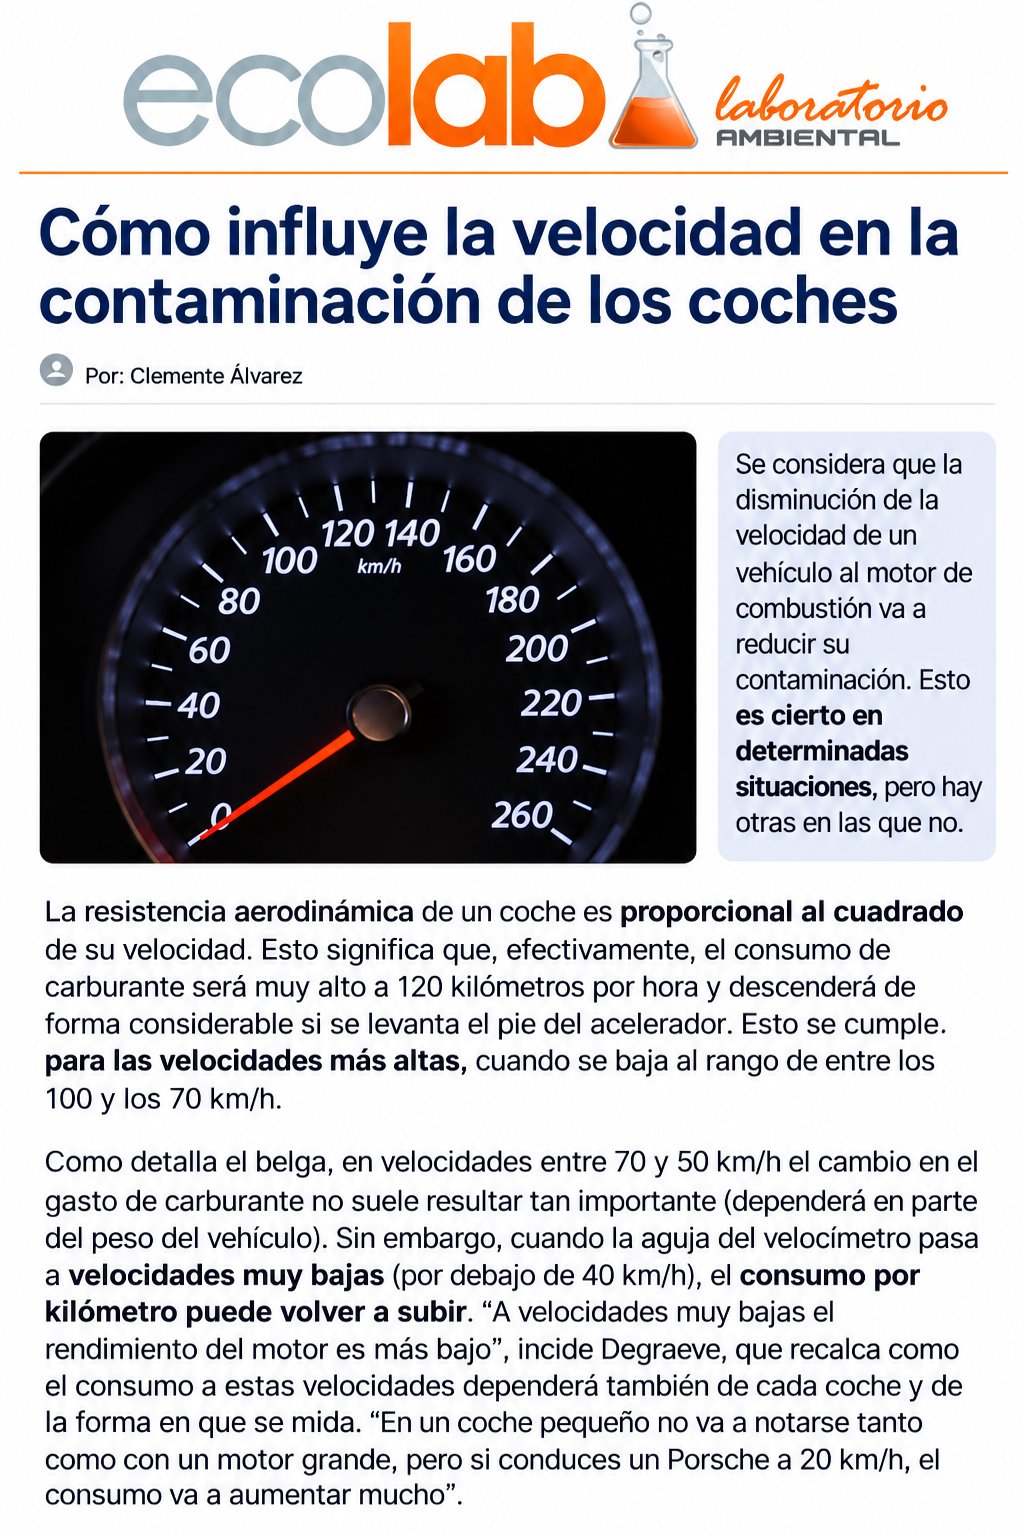 ecolab
laboratorio
AMBIENTAL
Cómo influye la velocidad en la
contaminación de los coches
Por: Clemente Álvarez
120 140
100 km/h 160
80 180
60 200
40 220
20 240
0 260
Se considera que la
disminución de la
velocidad de un
vehículo al motor de
combustión va a
reducir su
contaminación. Esto
es cierto en
determinadas
situaciones, pero hay
otras en las que no.
La resistencia aerodinámica de un coche es proporcional al cuadrado
de su velocidad. Esto significa que, efectivamente, el consumo de
carburante será muy alto a 120 kilómetros por hora y descenderá de
forma considerable si se levanta el pie del acelerador. Esto se cumple.
para las velocidades más altas, cuando se baja al rango de entre los
100 y los 70 km/h.
Como detalla el belga, en velocidades entre 70 y 50 km/h el cambio en el
gasto de carburante no suele resultar tan importante (dependerá en parte
del peso del vehículo). Sin embargo, cuando la aguja del velocímetro pasa
a velocidades muy bajas (por debajo de 40 km/h), el consumo por
kilómetro puede volver a subir. “A velocidades muy bajas el
rendimiento del motor es más bajo”, incide Degraeve, que recalca como
el consumo a estas velocidades dependerá también de cada coche y de
la forma en que se mida. “En un coche pequeño no va a notarse tanto
como con un motor grande, pero si conduces un Porsche a 20 km/h, el
consumo va a aumentar mucho”.